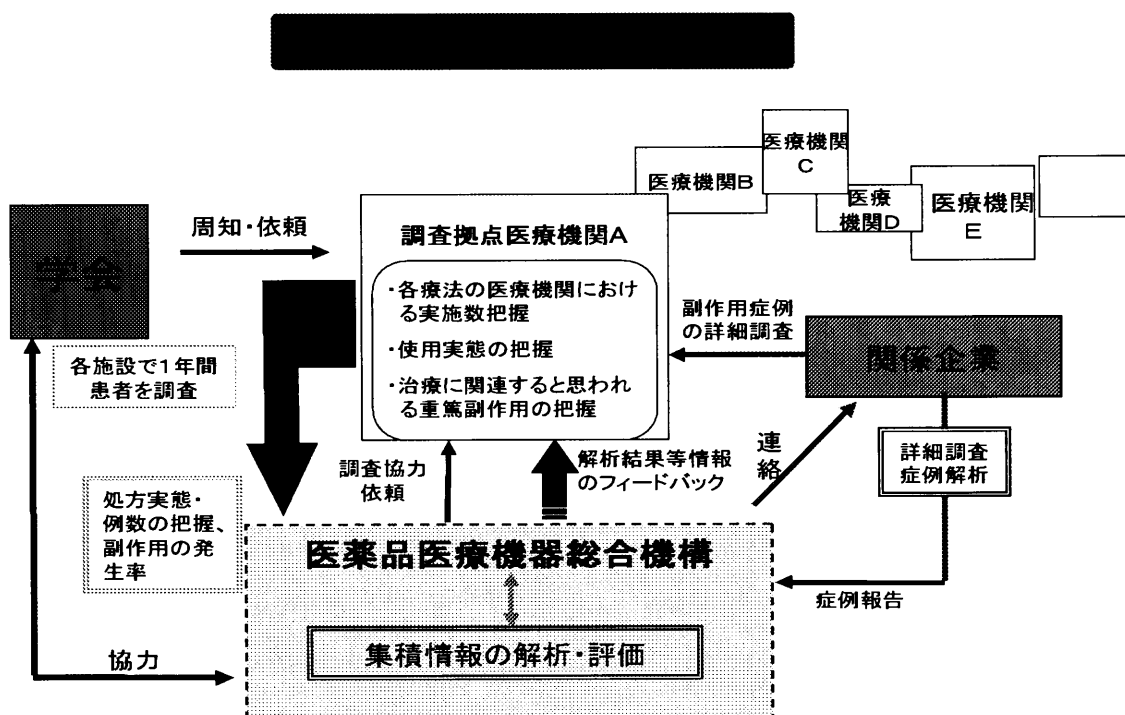 医療機関B
医療機関
C
医療
機関D
医療機関
E
学会
周知・依頼
調査拠点医療機関A
・各療法の医療機関におけ
る実施数把握
・使用実態の把握
・治療に関連すると思われ
る重篤副作用の把握
副作用症例
の詳細調査
関係企業
各施設で1年間
患者を調査
処方実態・
例数の把握、
副作用の発
生率
調査協力
依頼
解析結果等情報
のフィードバック
連
絡
詳細調査
症例解析
医薬品医療機器総合機構
集積情報の解析・評価
症例報告
協力